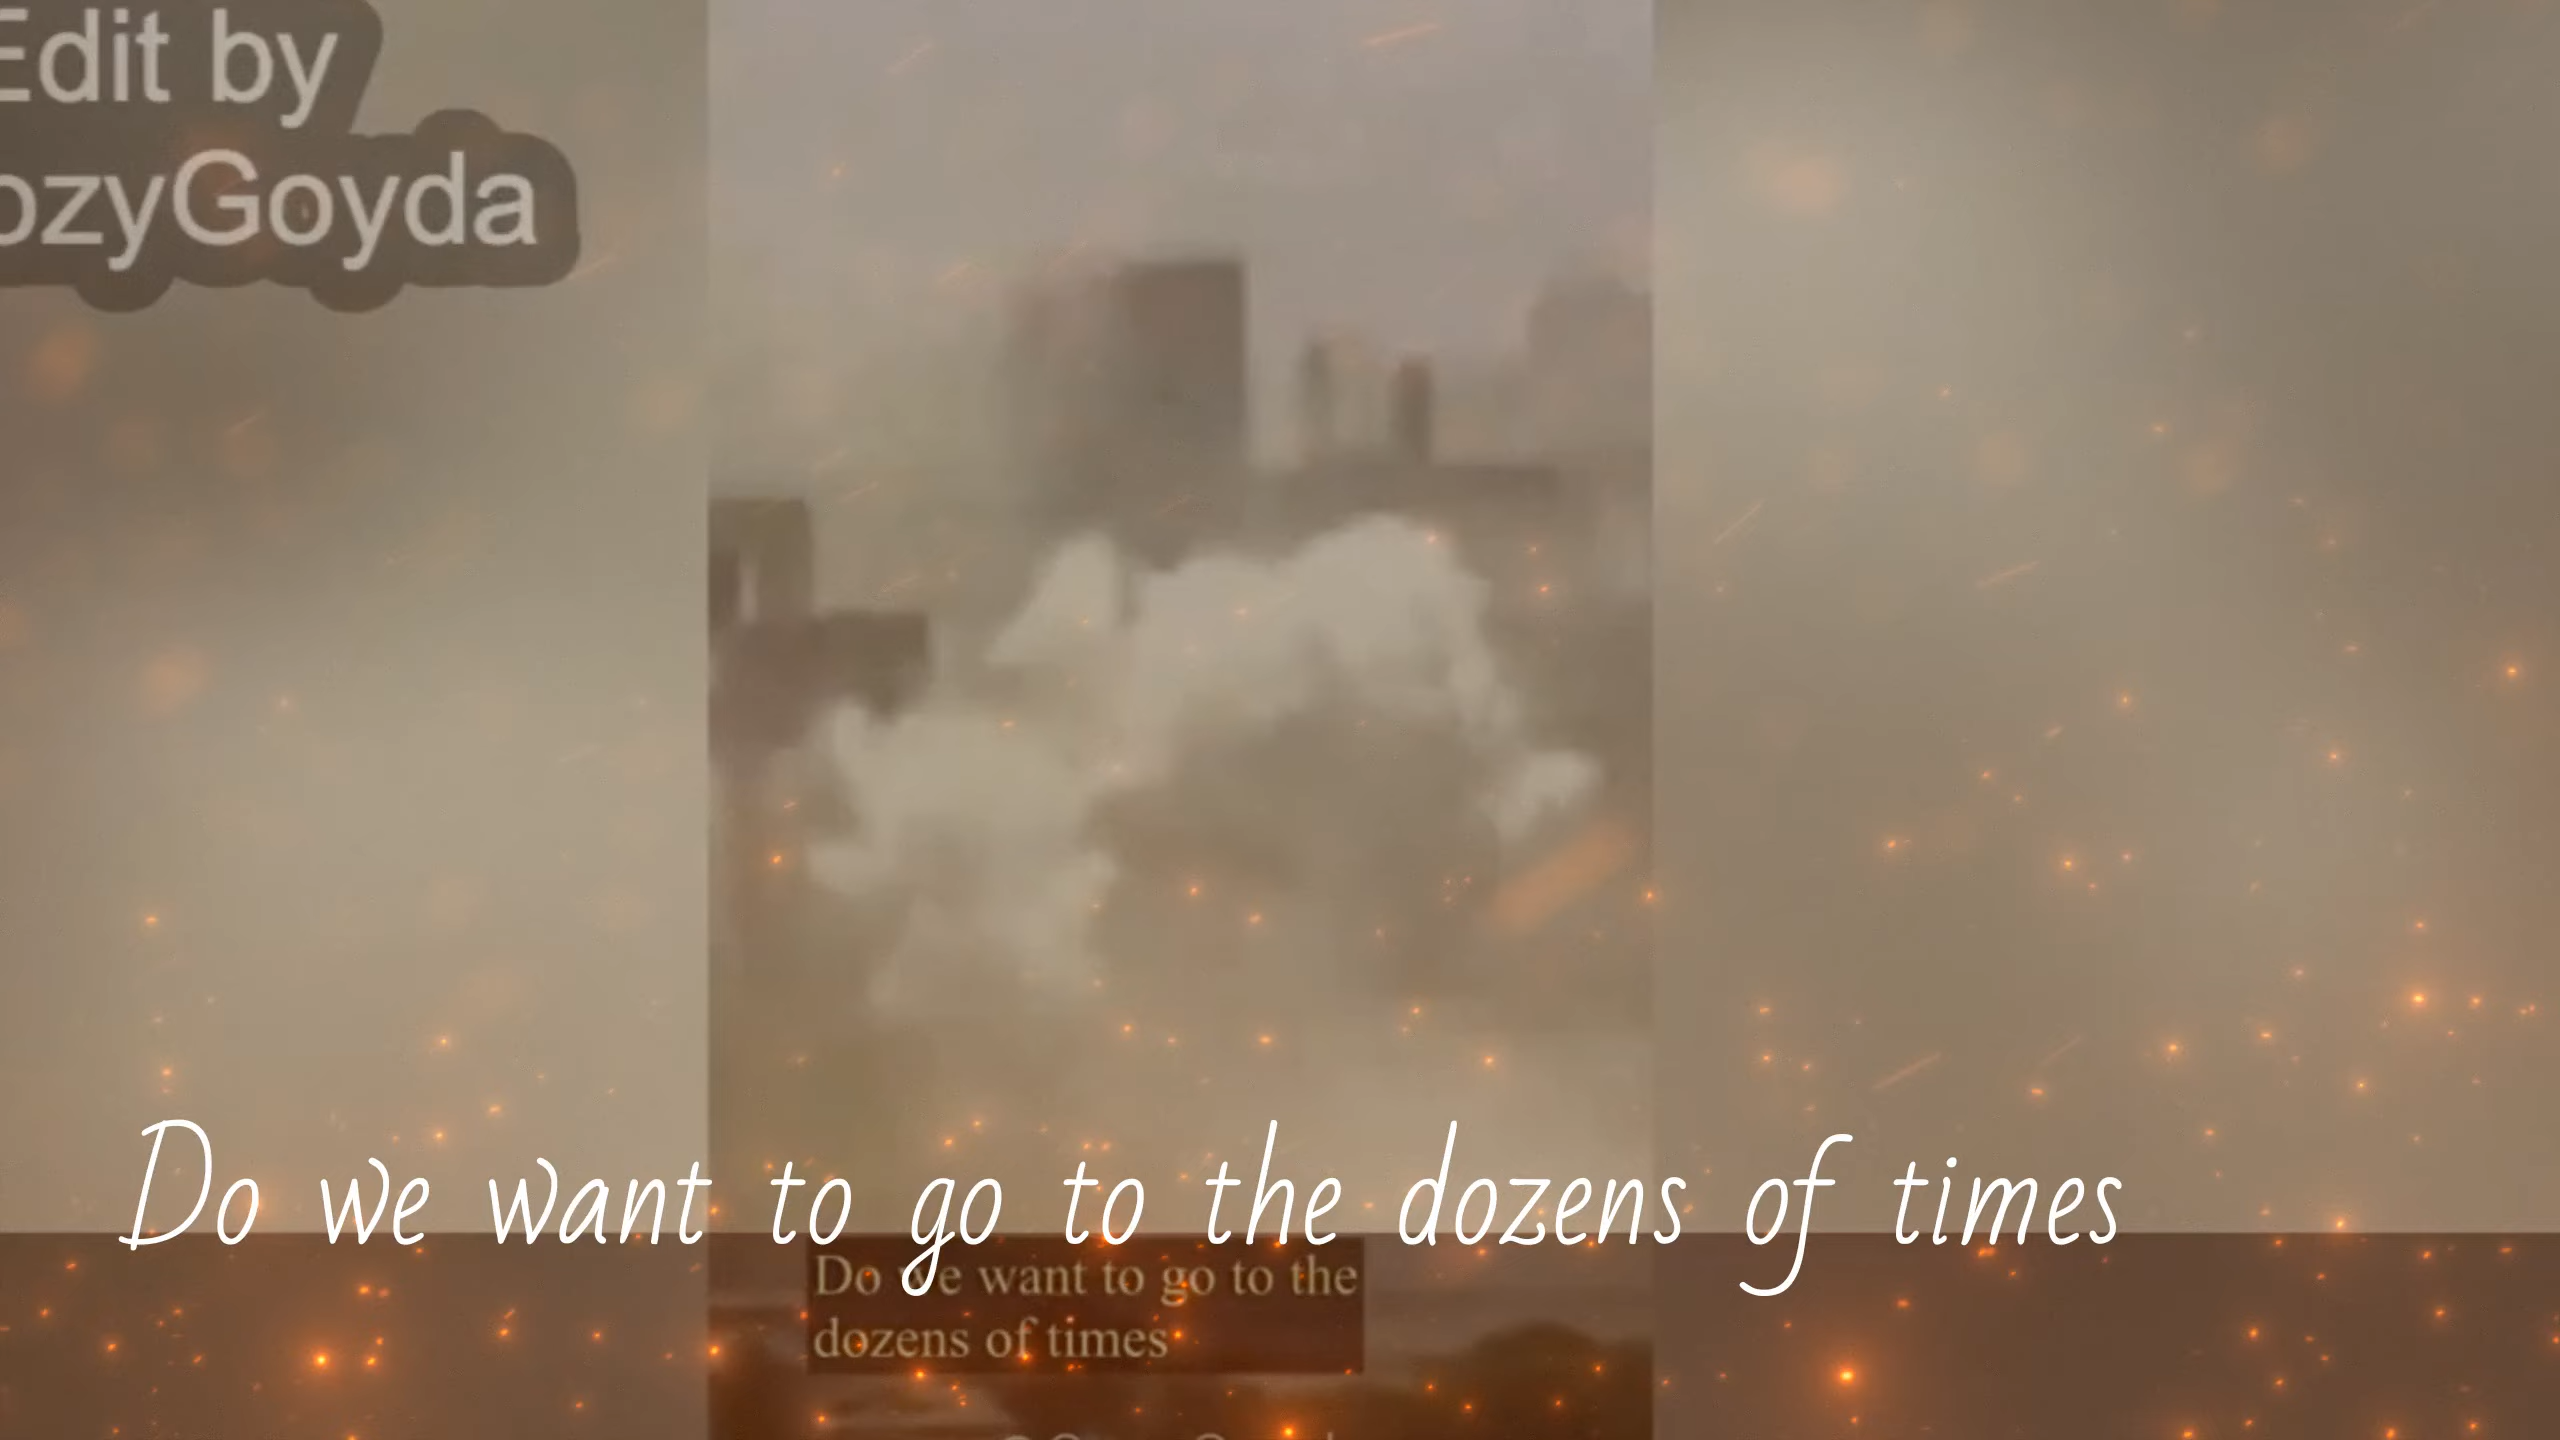 Edit by
ozyGoyda
Do we want to go to the dozens of times
Do we want to go to the
dozens of times